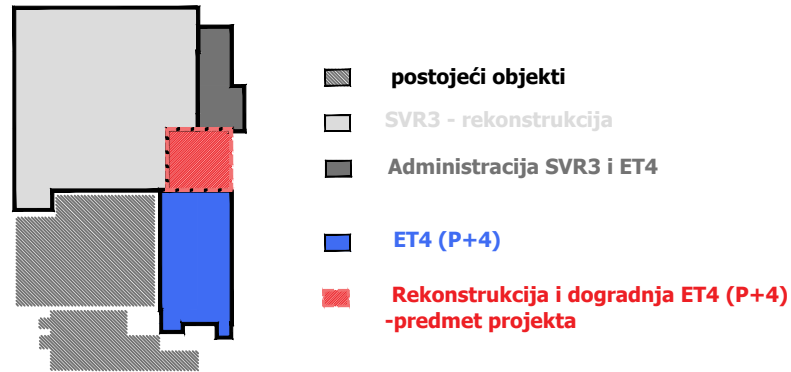 postojeći objekti
SVR3 - rekonstrukcija
Administracija SVR3 i ET4
ET4 (P+4)
Rekonstrukcija i dogradnja ET4 (P+4)
-predmet projekta